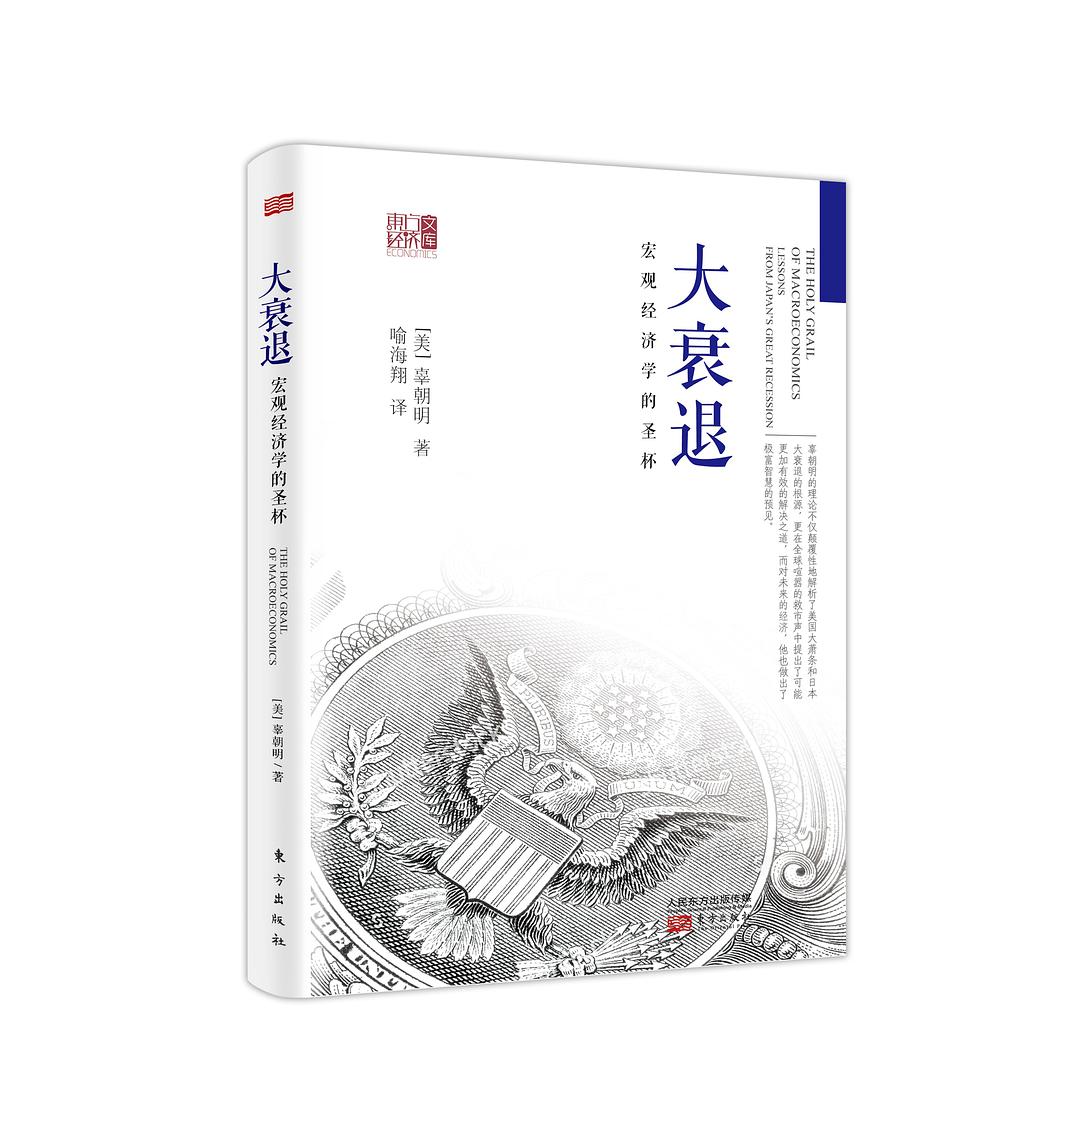 大衰退
宏观经济学的圣杯
THE HOLY GRAIL
OF MACROECONOMICS
[美] 辜朝明 / 著
東方出版社
東方
经济
文库
ECONOMICS
THE HOLY GRAIL
OF MACROECONOMICS
LESSONS
FROM JAPAN'S GREAT RECESSION
大衰退
宏观经济学的圣杯
[美] 辜朝明 著
喻海翔 译
辜朝明的理论不仅颠覆性地解析了美国大萧条和日本
大衰退的根源，更在全球喧嚣的救市声中提出了可能
更加有效的解决之道，而对未来的经济，他也做出了
极富智慧的预见。
E PLURIBUS
人民东方出版传媒
東方出版社